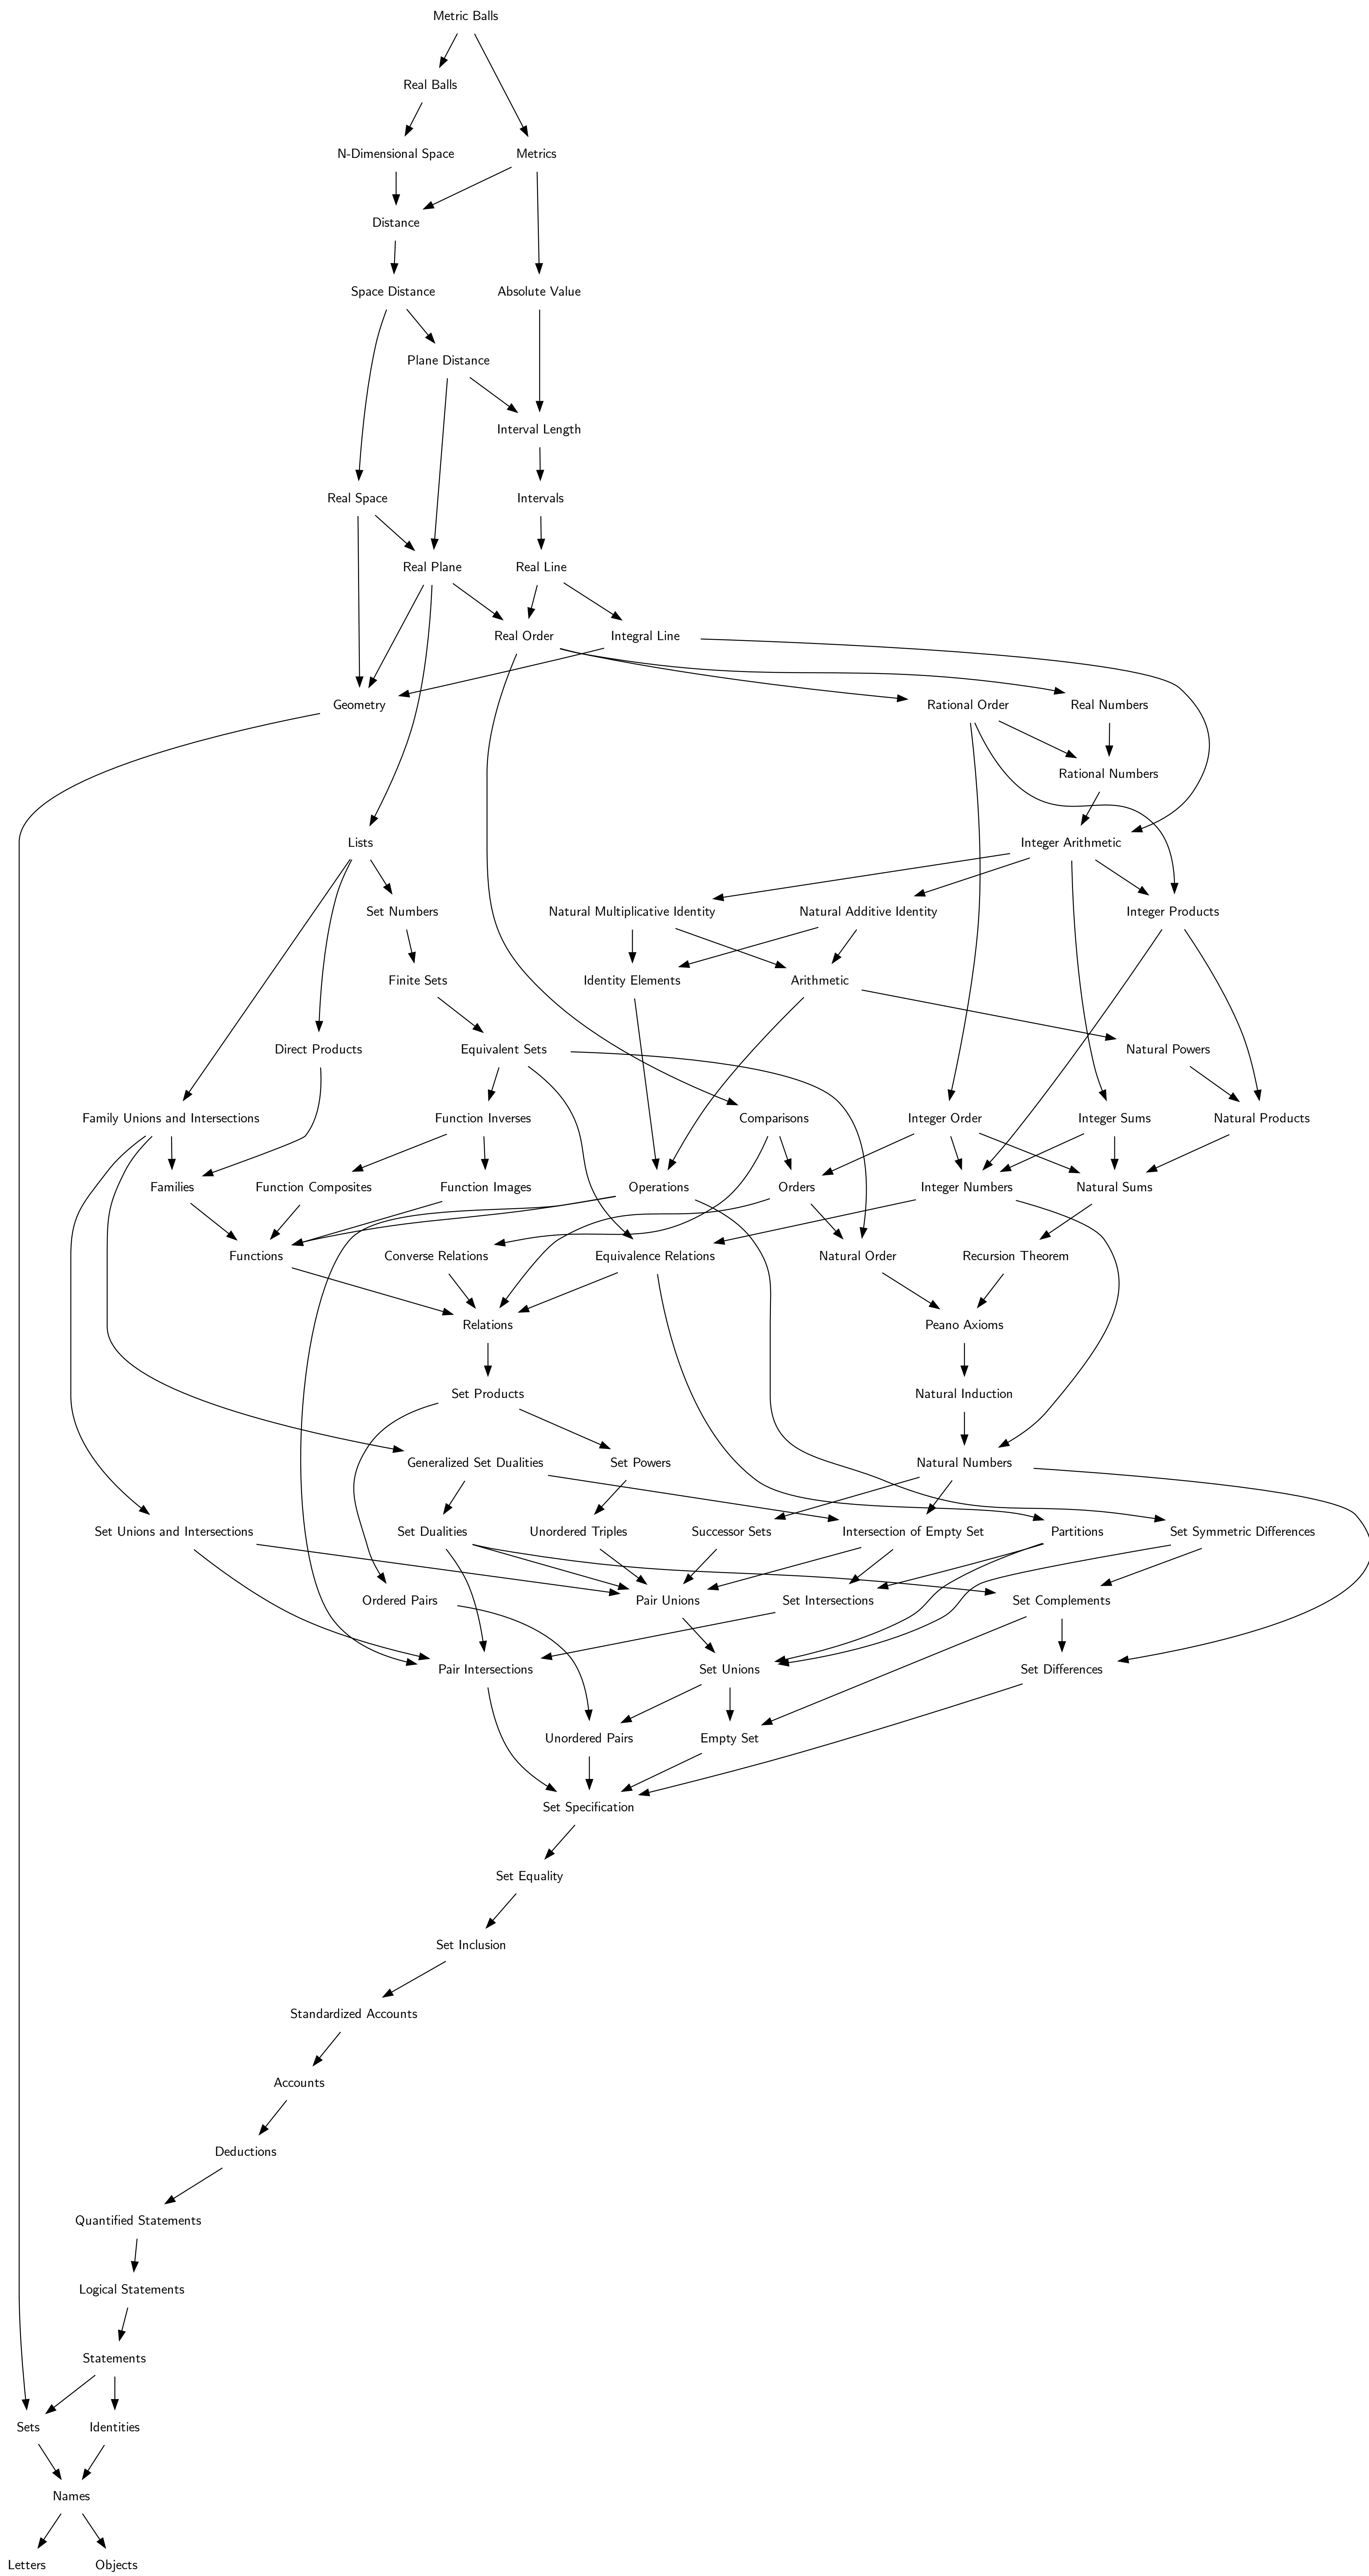 Metric Balls
Real Balls
N-Dimensional Space
Metrics
Distance
Space Distance
Absolute Value
Plane Distance
Interval Length
Real Space
Intervals
Real Plane
Real Line
Real Order
Integral Line
Geometry
Rational Order
Real Numbers
Rational Numbers
Lists
Integer Arithmetic
Set Numbers
Natural Multiplicative Identity
Natural Additive Identity
Integer Products
Finite Sets
Identity Elements
Arithmetic
Direct Products
Equivalent Sets
Natural Powers
Family Unions and Intersections
Function Inverses
Comparisons
Integer Order
Integer Sums
Natural Products
Families
Function Composites
Function Images
Operations
Orders
Integer Numbers
Natural Sums
Functions
Converse Relations
Equivalence Relations
Natural Order
Recursion Theorem
Relations
Peano Axioms
Set Products
Natural Induction
Generalized Set Dualities
Set Powers
Natural Numbers
Set Unions and Intersections
Set Dualities
Unordered Triples
Successor Sets
Intersection of Empty Set
Partitions
Set Symmetric Differences
Ordered Pairs
Pair Unions
Set Intersections
Set Complements
Pair Intersections
Set Unions
Set Differences
Unordered Pairs
Empty Set
Set Specification
Set Equality
Set Inclusion
Standardized Accounts
Accounts
Deductions
Quantified Statements
Logical Statements
Statements
Sets
Identities
Names
Letters
Objects